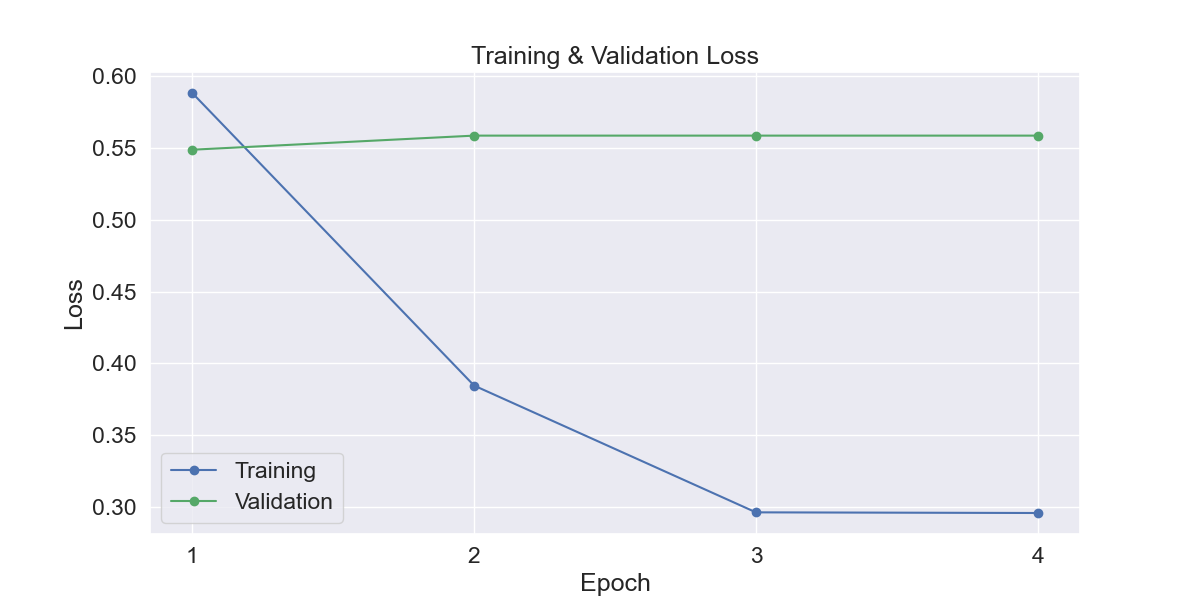 Training & Validation Loss
0.60
0.55
0.50
0.45
0.40
0.35
0.30
Loss
Training
Validation
1 2 3 4
Epoch